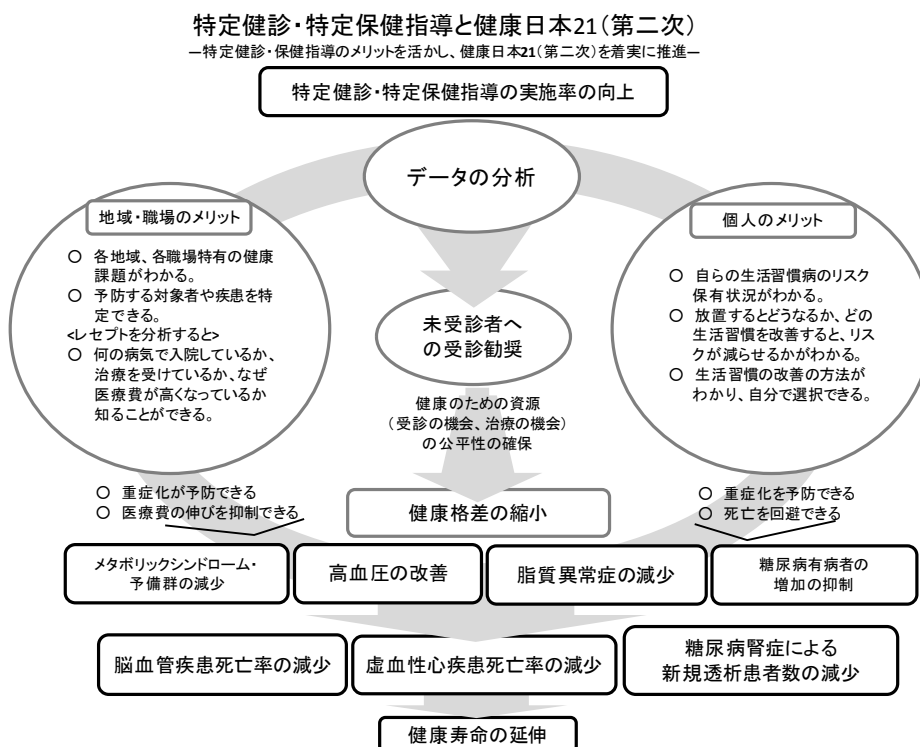 特定健診・特定保健指導と健康日本21（第二次）
―特定健診・保健指導のメリットを活かし、健康日本21（第二次）を着実に推進―
特定健診・特定保健指導の実施率の向上
データの分析
地域・職場のメリット
○ 各地域、各職場特有の健康
課題がわかる。
○ 予防する対象者や疾患を特
定できる。
<レセプトを分析すると>
○ 何の病気で入院しているか、
治療を受けているか、なぜ
医療費が高くなっているか
知ることができる。
個人のメリット
○ 自らの生活習慣病のリスク
保有状況がわかる。
○ 放置するとどうなるか、どの
生活習慣を改善すると、リス
クが減らせるかがわかる。
○ 生活習慣の改善の方法が
わかり、自分で選択できる。
未受診者へ
の受診勧奨
健康のための資源
（受診の機会、治療の機会）
の公平性の確保
○ 重症化が予防できる
○ 医療費の伸びを抑制できる
健康格差の縮小
○ 重症化を予防できる
○ 死亡を回避できる
メタボリックシンドローム・
予備群の減少
高血圧の改善
脂質異常症の減少
糖尿病有病者の
増加の抑制
脳血管疾患死亡率の減少
虚血性心疾患死亡率の減少
糖尿病腎症による
新規透析患者数の減少
健康寿命の延伸